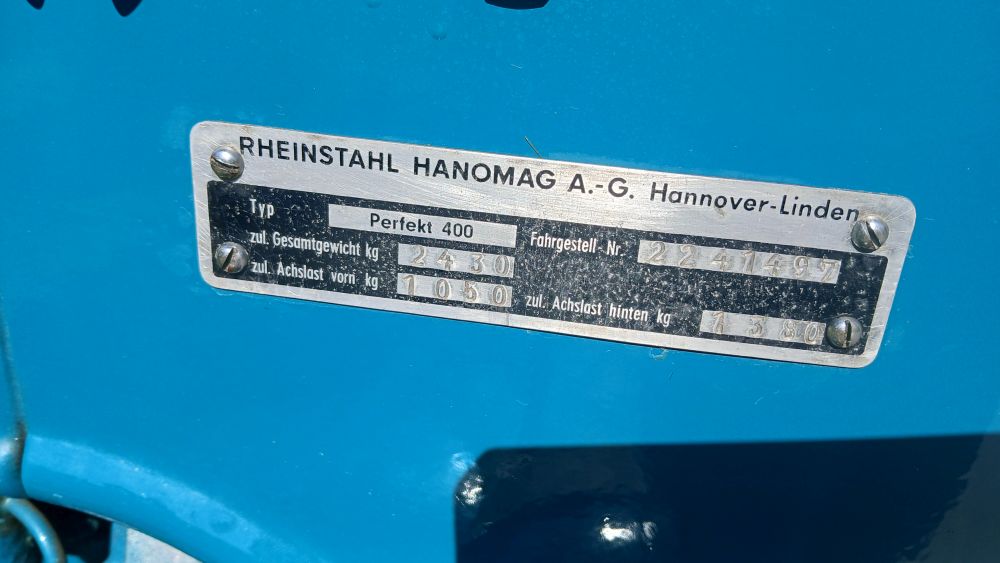 RHEINSTAHL HANOMAG A.-G. Hannover-Linden
Typ Perfekt 400
zul. Gesamtgewicht kg 2430 Fahrgestell-Nr. 2241497
zul. Achslast vorn kg 1050 zul. Achslast hinten kg 1380